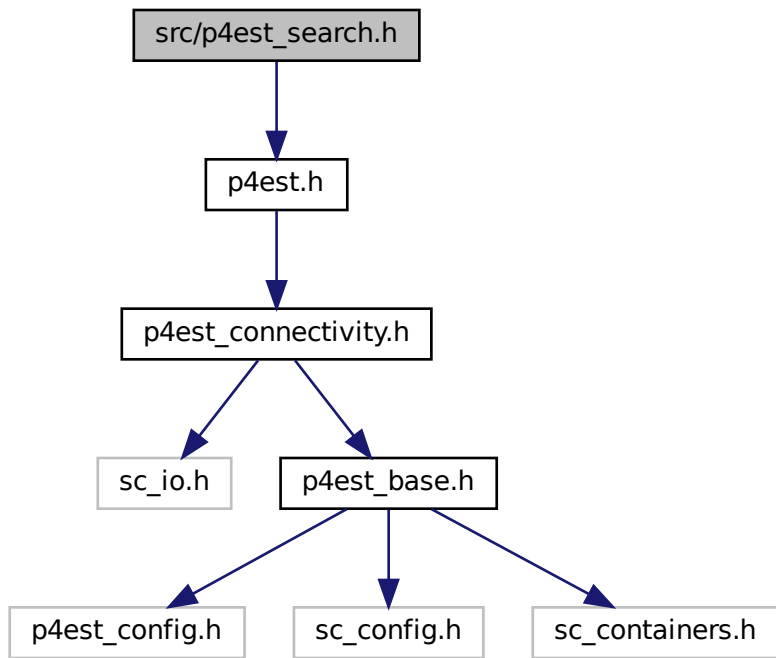 src/p4est_search.h
p4est.h
p4est_connectivity.h
sc_io.h
p4est_base.h
p4est_config.h
sc_config.h
sc_containers.h